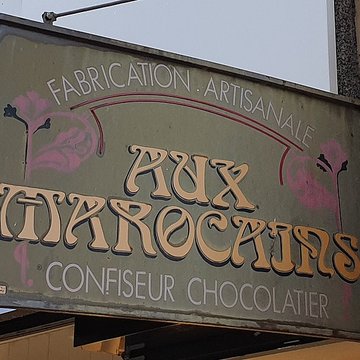 FABRICATION . ARTISANALE
AUX
MAROCAINS
CONFISEUR CHOCOLATIER